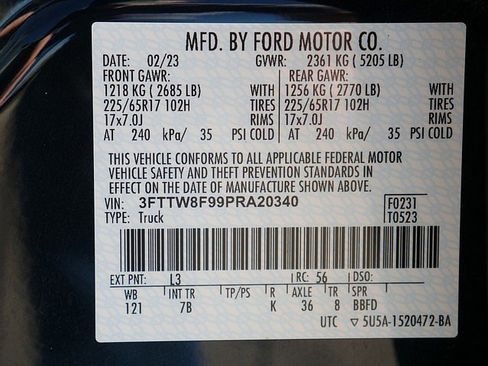 MFD. BY FORD MOTOR CO.
DATE: 02/23 GVWR: 2361 KG ( 5205 LB)
FRONT GAWR: REAR GAWR:
1218 KG ( 2685 LB) WITH 1256 KG ( 2770 LB) WITH
225/65R17 102H TIRES 225/65R17 102H TIRES
17x7.0J RIMS 17x7.0J RIMS
AT 240 kPa/ 35 PSI COLD AT 240 kPa/ 35 PSI COLD
THIS VEHICLE CONFORMS TO ALL APPLICABLE FEDERAL MOTOR
VEHICLE SAFETY AND THEFT PREVENTION STANDARDS IN
EFFECT ON THE DATE OF MANUFACTURE SHOWN ABOVE.
VIN: 3FTTW8F99PRA20340 F0231
TYPE: Truck T0523
EXT PNT: L3 RC: 56 DSO:
WB INT TR TP/PS R AXLE TR SPR
121 7B K 36 8 BBFD
UTC ▽ 5U5A-1520472-BA